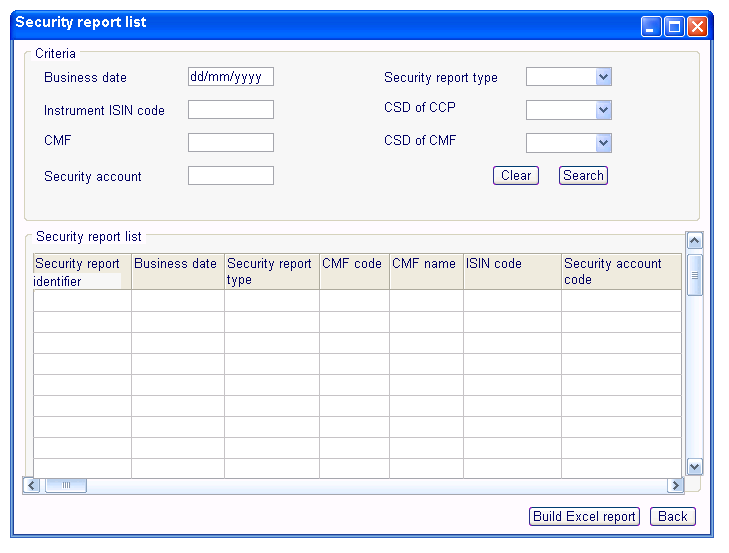 Security report list
Criteria
Business date dd/mm/yyyy Security report type
Instrument ISIN code CSD of CCP
CMF CSD of CMF
Security account Clear Search
Security report list
Security report identifier Business date Security report type CMF code CMF name ISIN code Security account code
Build Excel report Back